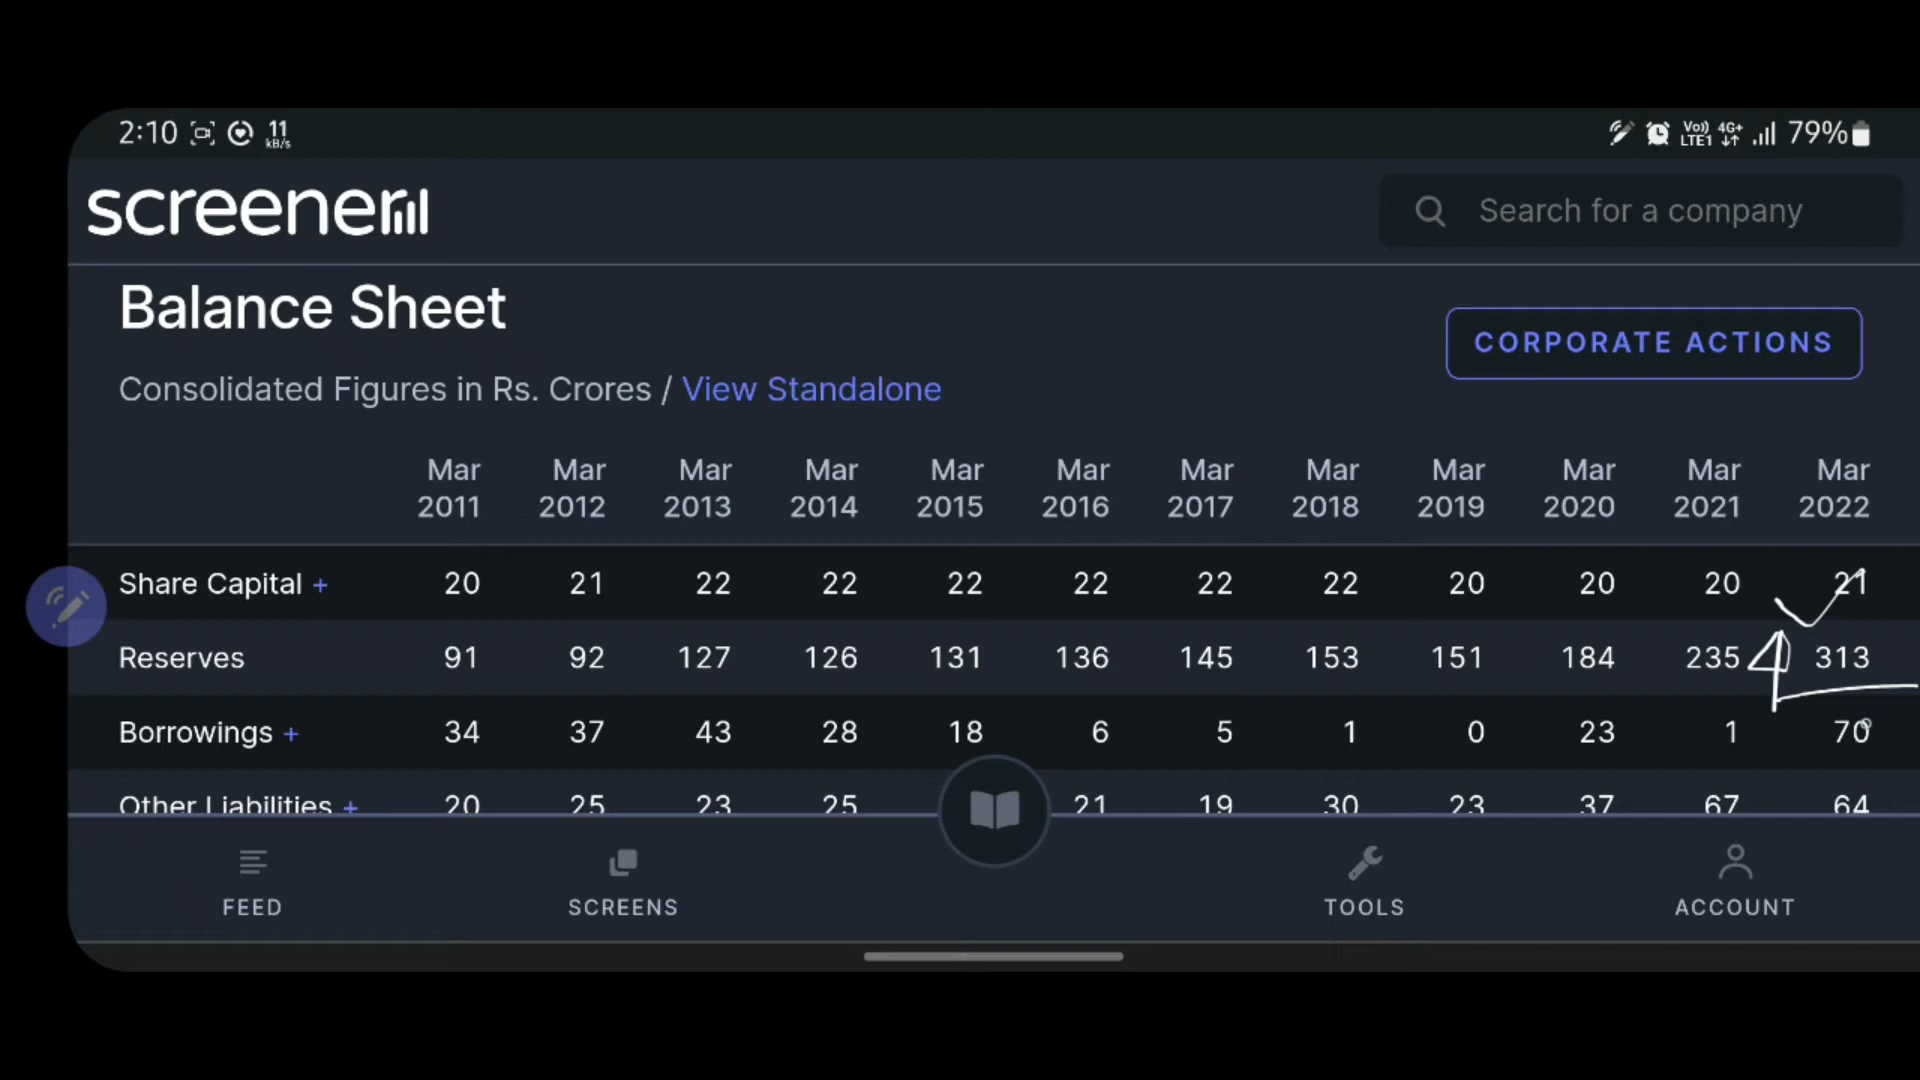 2:10 11 kB/s Vo)) LTE1 4G+ 79%
screener
Search for a company
Balance Sheet
CORPORATE ACTIONS
Consolidated Figures in Rs. Crores / View Standalone
Mar Mar Mar Mar Mar Mar Mar Mar Mar Mar Mar Mar
2011 2012 2013 2014 2015 2016 2017 2018 2019 2020 2021 2022
Share Capital + 20 21 22 22 22 22 22 22 20 20 20 21
Reserves 91 92 127 126 131 136 145 153 151 184 235 313
Borrowings + 34 37 43 28 18 6 5 1 0 23 1 70
Other Liabilities + 20 25 23 25 21 19 30 23 37 67 64
FEED SCREENS TOOLS ACCOUNT